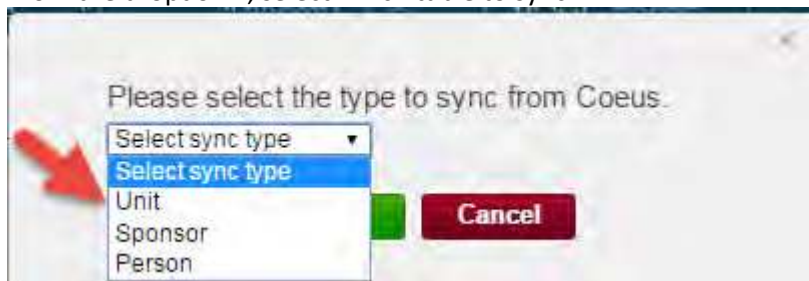 Please select the type to sync from Coeus.
Select sync type
Select sync type
Unit
Sponsor
Person
Cancel